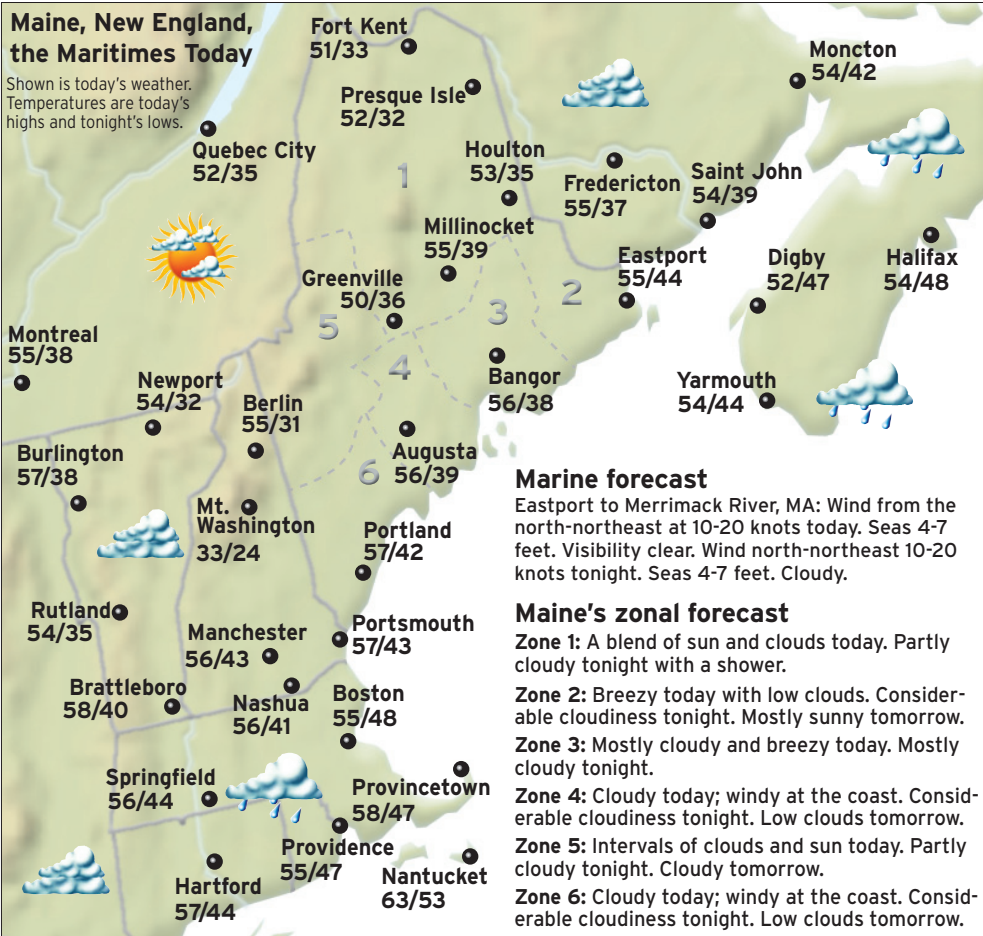 Maine, New England,
the Maritimes Today
Shown is today's weather.
Temperatures are today's
highs and tonight's lows.
Fort Kent
51/33
Moncton
54/42
Presque Isle
52/32
Quebec City
52/35
Houlton
53/35
Fredericton
55/37
Saint John
54/39
1
Millinocket
55/39
Greenville
50/36
Eastport
55/44
Digby
52/47
Halifax
54/48
2
3
5
4
Montreal
55/38
Newport
54/32
Berlin
55/31
Bangor
56/38
Yarmouth
54/44
Burlington
57/38
Augusta
56/39
6
Mt.
Washington
33/24
Portland
57/42
Rutland
54/35
Manchester
56/43
Portsmouth
57/43
Brattleboro
58/40
Nashua
56/41
Boston
55/48
Springfield
56/44
Provincetown
58/47
Providence
55/47
Hartford
57/44
Nantucket
63/53
Marine forecast
Eastport to Merrimack River, MA: Wind from the
north-northeast at 10-20 knots today. Seas 4-7
feet. Visibility clear. Wind north-northeast 10-20
knots tonight. Seas 4-7 feet. Cloudy.
Maine's zonal forecast
Zone 1: A blend of sun and clouds today. Partly
cloudy tonight with a shower.
Zone 2: Breezy today with low clouds. Consider-
able cloudiness tonight. Mostly sunny tomorrow.
Zone 3: Mostly cloudy and breezy today. Mostly
cloudy tonight.
Zone 4: Cloudy today; windy at the coast. Consid-
erable cloudiness tonight. Low clouds tomorrow.
Zone 5: Intervals of clouds and sun today. Partly
cloudy tonight. Cloudy tomorrow.
Zone 6: Cloudy today; windy at the coast. Consid-
erable cloudiness tonight. Low clouds tomorrow.